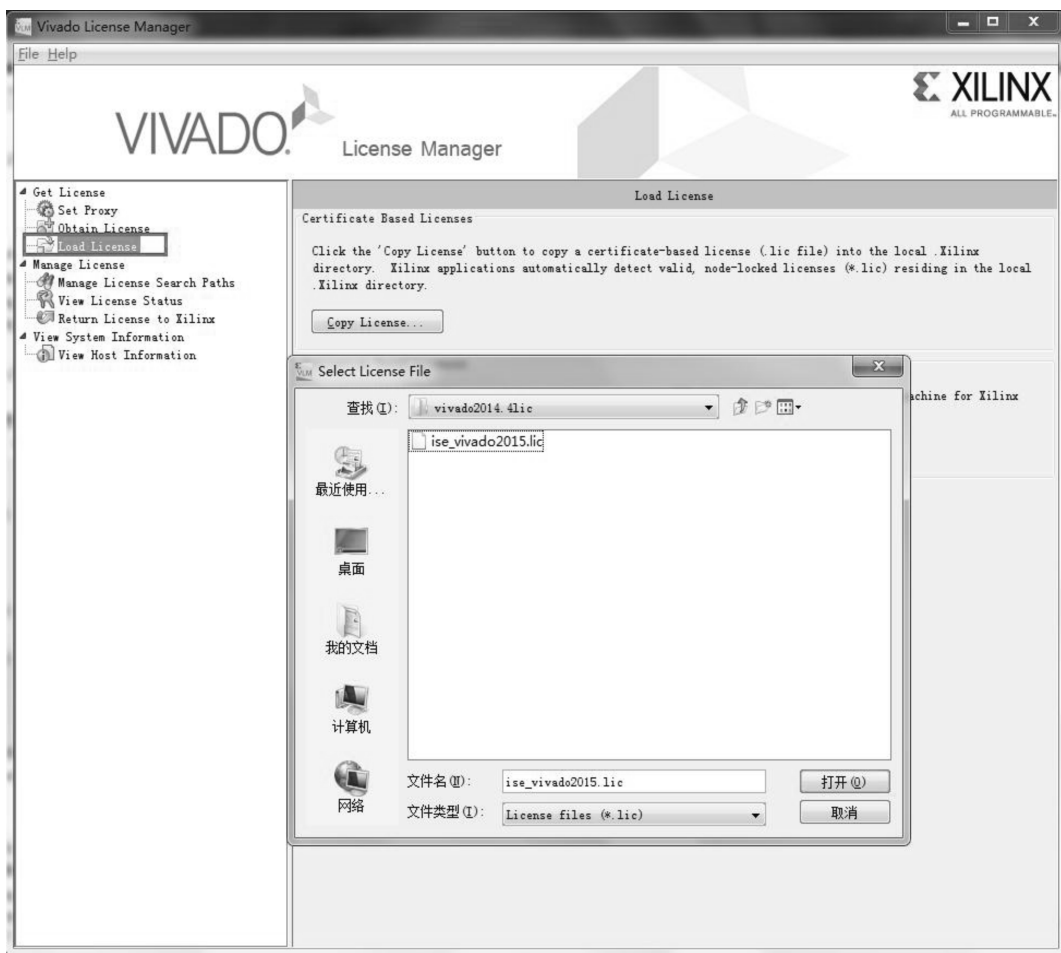 Vivado License Manager
File Help
VIVADO. License Manager
XILINX
ALL PROGRAMMABLE™
Get License
Set Proxy
Obtain License
Load License
Manage License
Manage License Search Paths
View License Status
Return License to Xilinx
View System Information
View Host Information
Load License
Certificate Based Licenses
Click the 'Copy License' button to copy a certificate-based license (.lic file) into the local .Xilinx
directory. Xilinx applications automatically detect valid, node-locked licenses (*.lic) residing in the local
.Xilinx directory.
Copy License...
achine for Xilinx
VLM Select License File
查找(I): vivado2014.4lic
ise_vivado2015.lic
最近使用...
桌面
我的文档
计算机
网络
文件名(N): ise_vivado2015.lic 打开(O)
文件类型(T): License files (*.lic) 取消